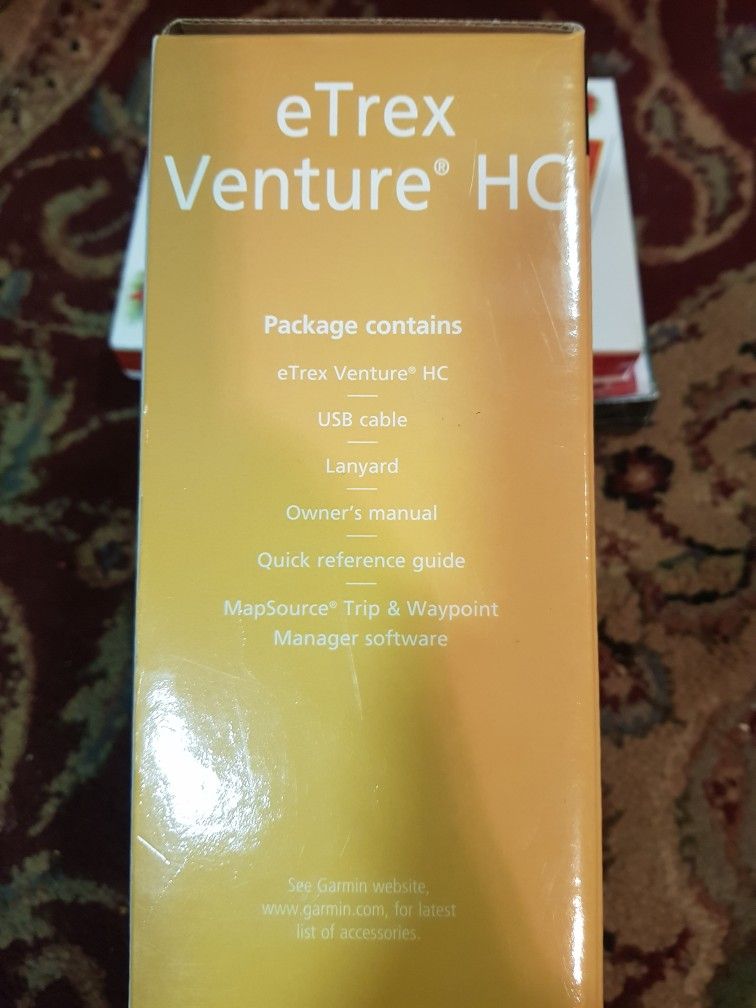 eTrex
Venture® HC
Package contains
eTrex Venture® HC
USB cable
Lanyard
Owner's manual
Quick reference guide
MapSource® Trip & Waypoint
Manager software
See Garmin website,
www.garmin.com, for latest
list of accessories.